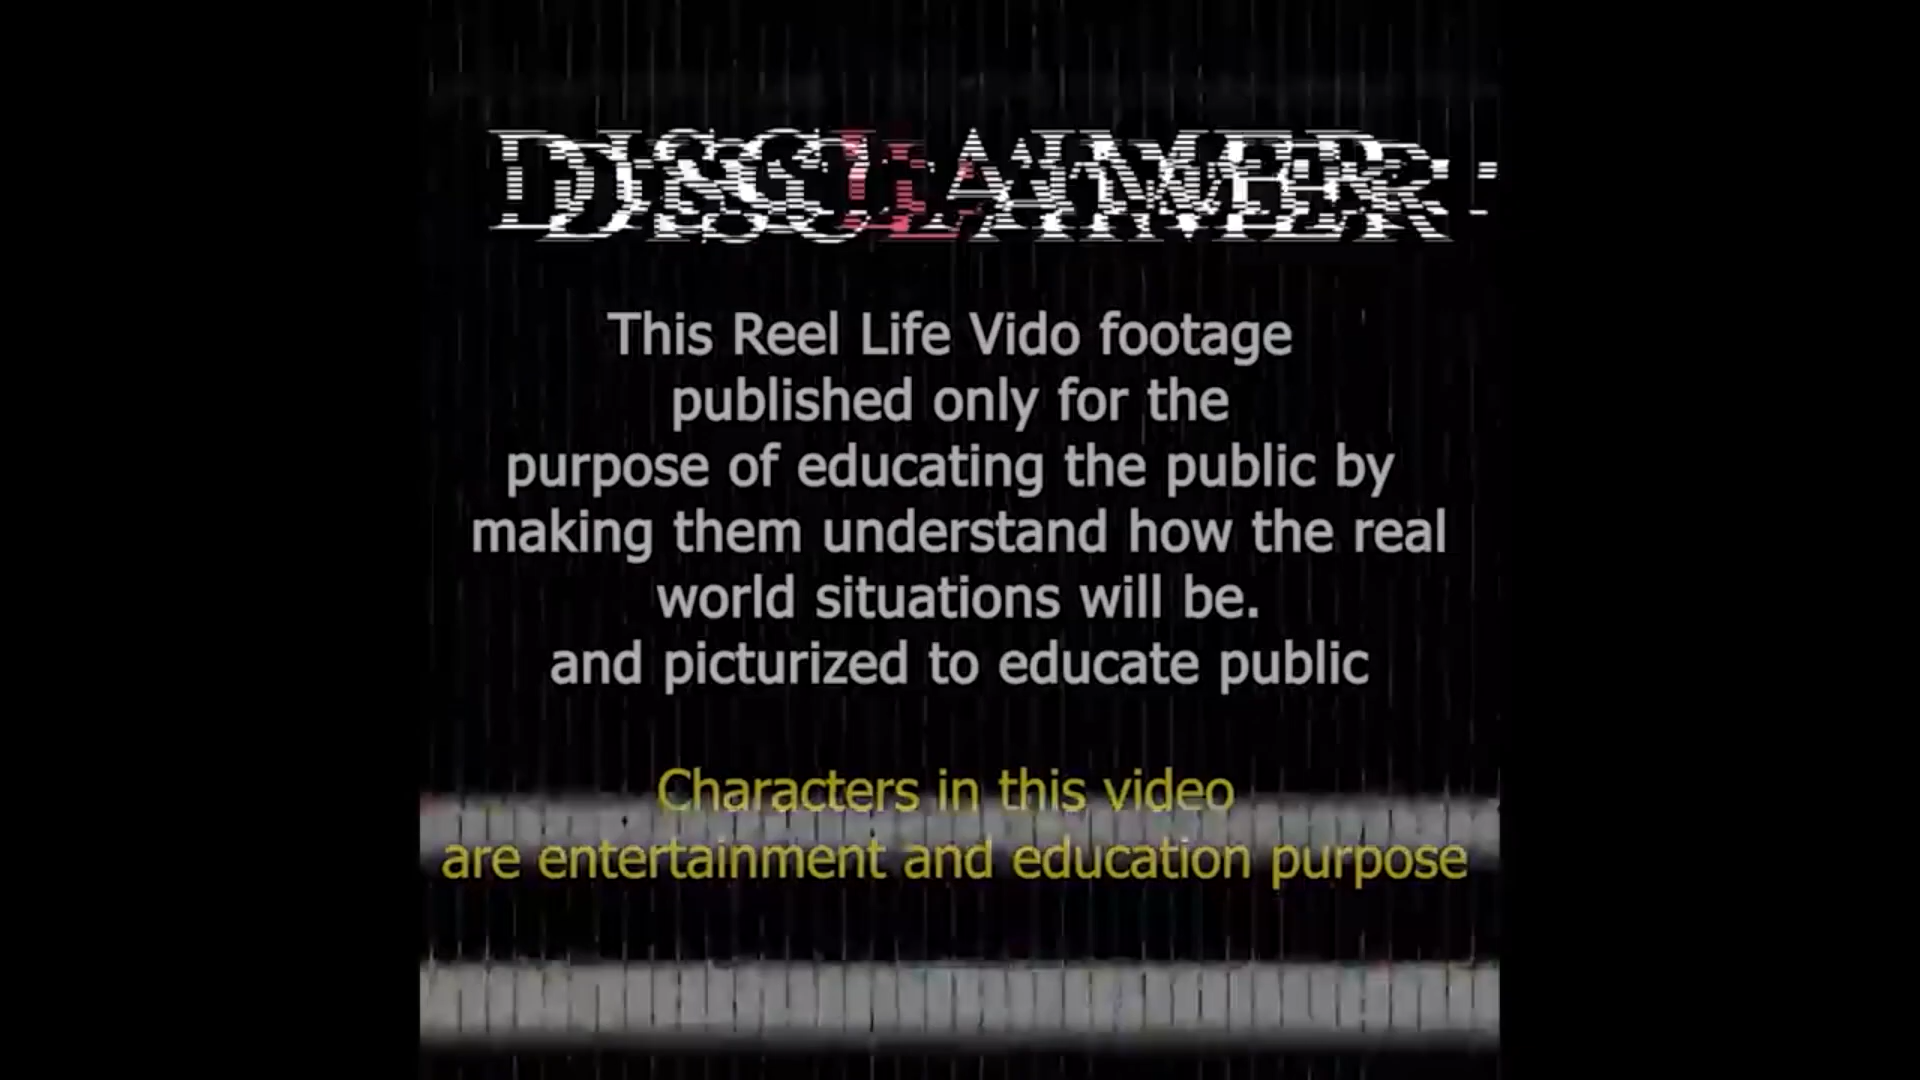 DISCLAIMER
This Reel Life Vido footage
published only for the
purpose of educating the public by
making them understand how the real
world situations will be.
and picturized to educate public
Characters in this video
are entertainment and education purpose